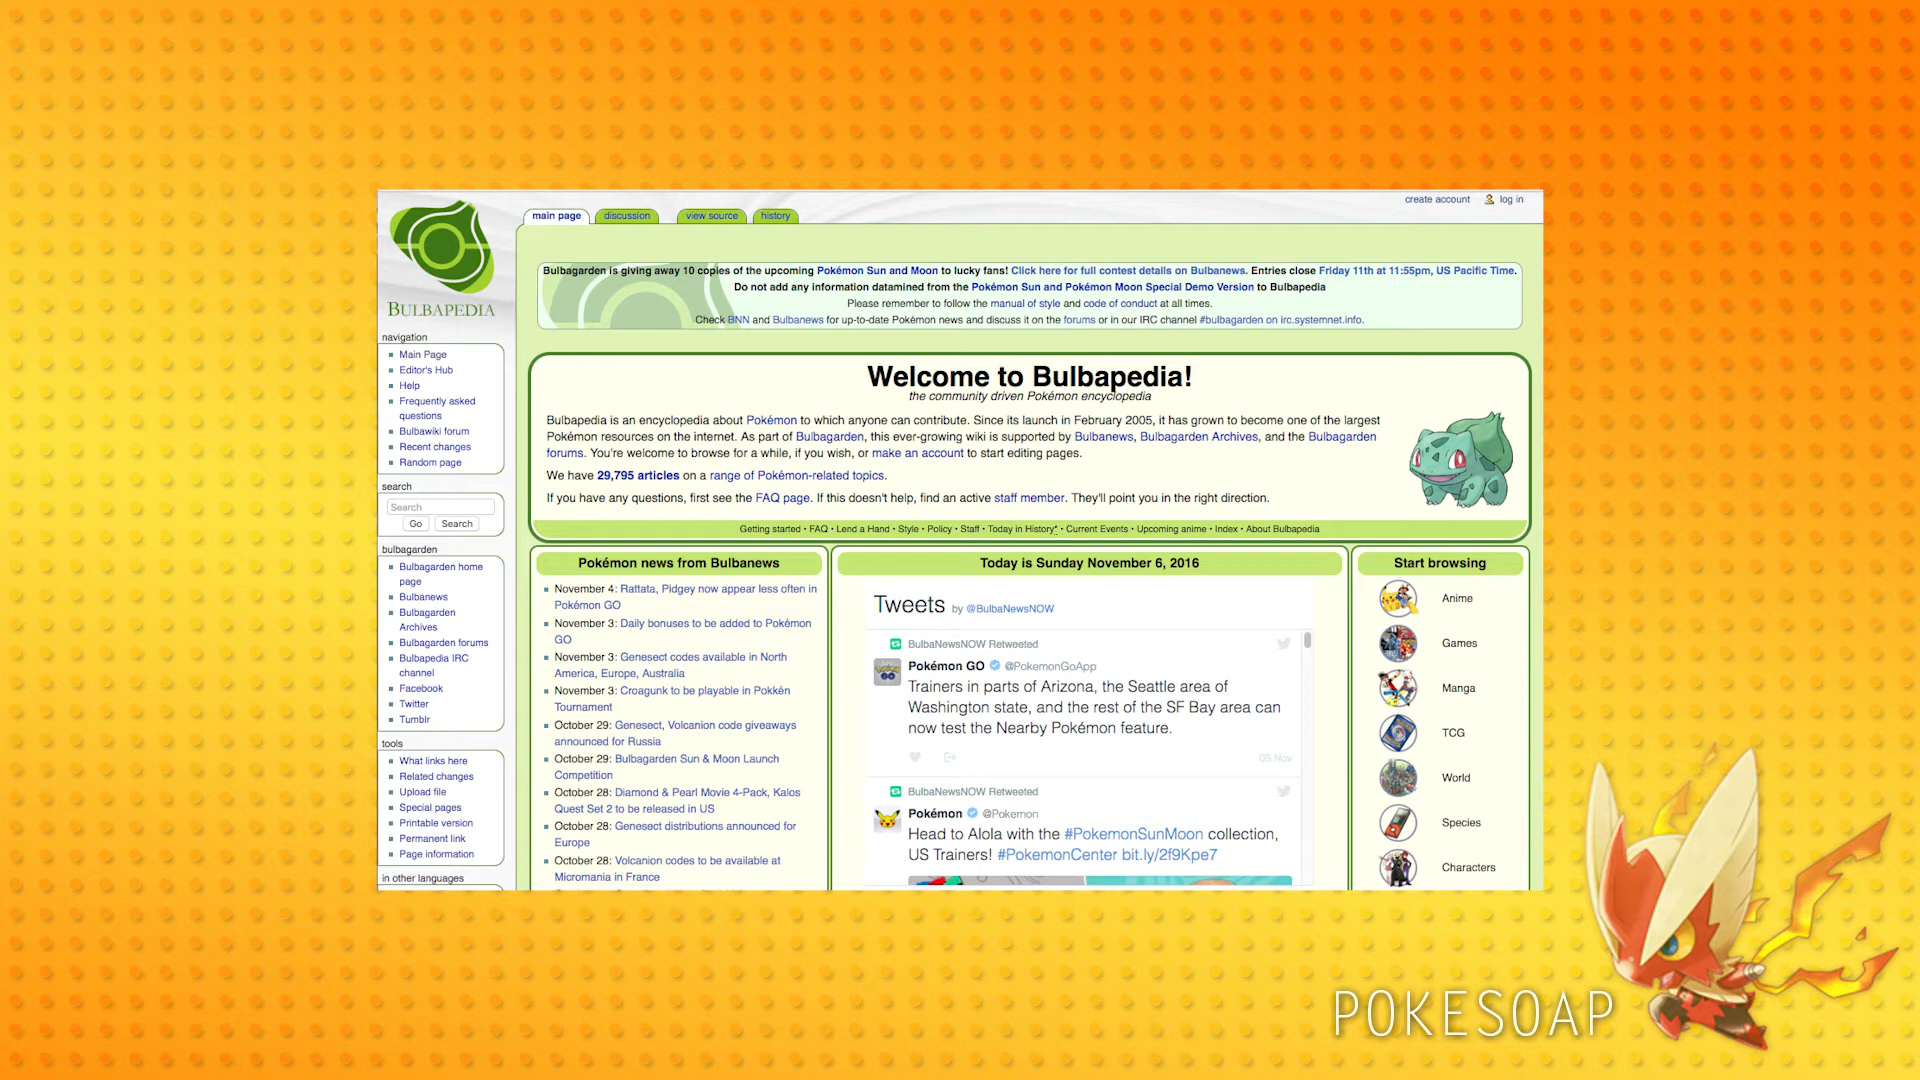 create account log in
main page discussion view source history
BULBAPEDIA
Bulbagarden is giving away 10 copies of the upcoming Pokémon Sun and Moon to lucky fans! Click here for full contest details on Bulbanews. Entries close Friday 11th at 11:55pm, US Pacific Time.
Do not add any information datamined from the Pokémon Sun and Pokémon Moon Special Demo Version to Bulbapedia
Please remember to follow the manual of style and code of conduct at all times.
Check BNN and Bulbanews for up-to-date Pokémon news and discuss it on the forums or in our IRC channel #bulbagarden on irc.systemnet.info.
navigation
Main Page
Editor's Hub
Help
Frequently asked
questions
Bulbawiki forum
Recent changes
Random page
search
Search
Go Search
bulbagarden
Bulbagarden home
page
Bulbanews
Bulbagarden
Archives
Bulbagarden forums
Bulbapedia IRC
channel
Facebook
Twitter
Tumblr
tools
What links here
Related changes
Upload file
Special pages
Printable version
Permanent link
Page information
in other languages
Welcome to Bulbapedia!
the community driven Pokémon encyclopedia
Bulbapedia is an encyclopedia about Pokémon to which anyone can contribute. Since its launch in February 2005, it has grown to become one of the largest
Pokémon resources on the internet. As part of Bulbagarden, this ever-growing wiki is supported by Bulbanews, Bulbagarden Archives, and the Bulbagarden
forums. You're welcome to browse for a while, if you wish, or make an account to start editing pages.
We have 29,795 articles on a range of Pokémon-related topics.
If you have any questions, first see the FAQ page. If this doesn't help, find an active staff member. They'll point you in the right direction.
Getting started • FAQ • Lend a Hand • Style • Policy • Staff • Today in History* • Current Events • Upcoming anime • Index • About Bulbapedia
Pokémon news from Bulbanews
November 4: Rattata, Pidgey now appear less often in
Pokémon GO
November 3: Daily bonuses to be added to Pokémon
GO
November 3: Genesect codes available in North
America, Europe, Australia
November 3: Croagunk to be playable in Pokkén
Tournament
October 29: Genesect, Volcanion code giveaways
announced for Russia
October 29: Bulbagarden Sun & Moon Launch
Competition
October 28: Diamond & Pearl Movie 4-Pack, Kalos
Quest Set 2 to be released in US
October 28: Genesect distributions announced for
Europe
October 28: Volcanion codes to be available at
Micromania in France
Today is Sunday November 6, 2016
Tweets by @BulbaNewsNOW
BulbaNewsNOW Retweeted
Pokémon GO @PokemonGoApp
Trainers in parts of Arizona, the Seattle area of
Washington state, and the rest of the SF Bay area can
now test the Nearby Pokémon feature.
05 Nov
BulbaNewsNOW Retweeted
Pokémon @Pokemon
Head to Alola with the #PokemonSunMoon collection,
US Trainers! #PokemonCenter bit.ly/2f9Kpe7
Start browsing
Anime
Games
Manga
TCG
World
Species
Characters
POKESOAP